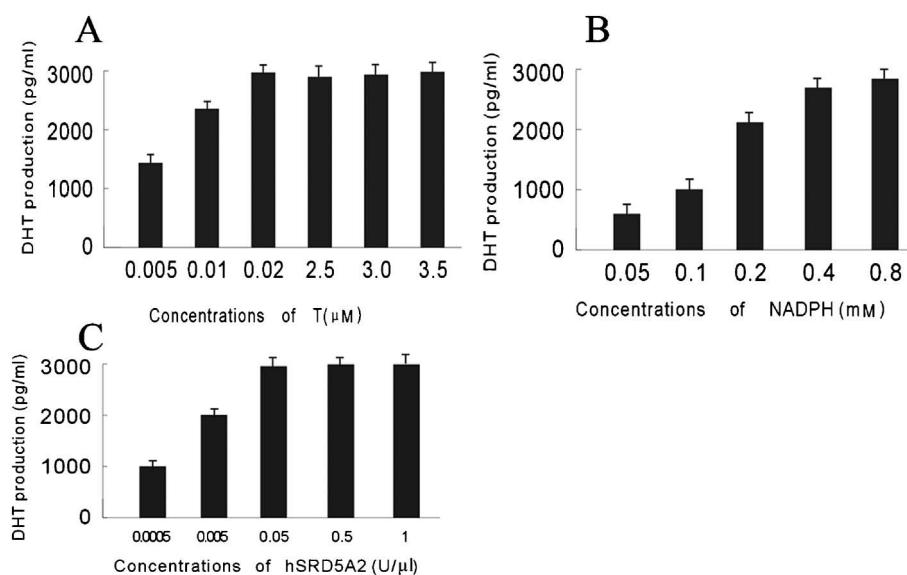 A
DHT production (pg/ml)
3000
2000
1000
0
0.005 0.01 0.02 2.5 3.0 3.5
Concentrations of T(μM)
B
DHT production (pg/ml)
3000
2000
1000
0
0.05 0.1 0.2 0.4 0.8
Concentrations of NADPH (mM)
C
DHT production (pg/ml)
3000
2000
1000
0
0.0005 0.005 0.05 0.5 1
Concentrations of hSRD5A2 (U/μl)